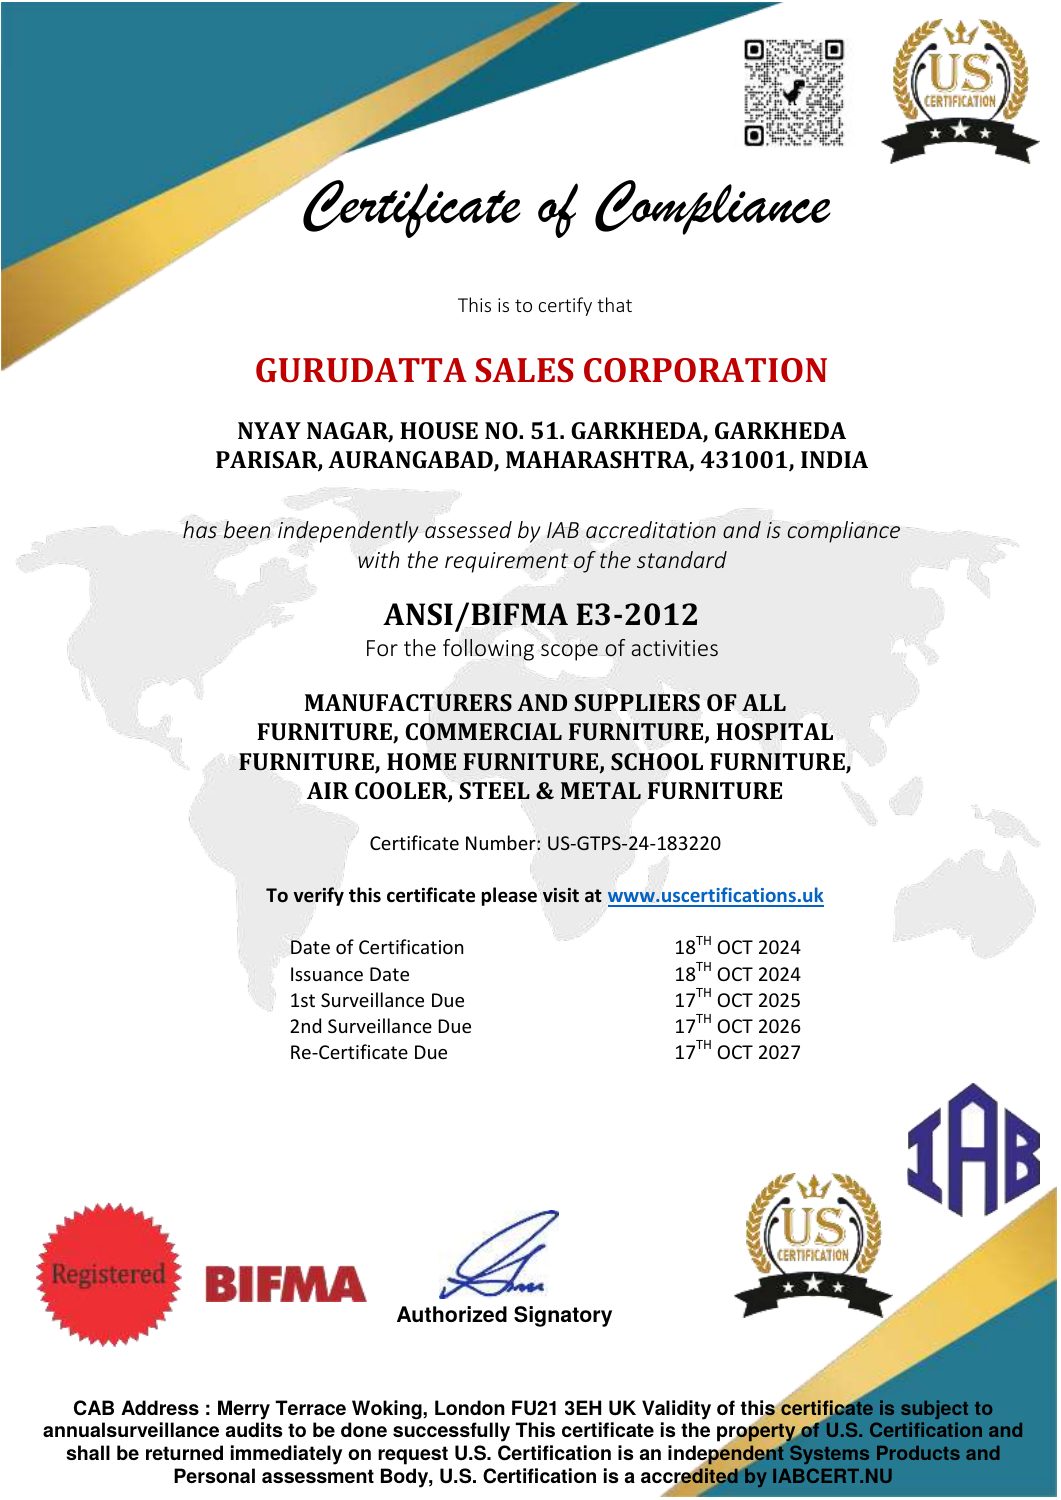 US
CERTIFICATION
Certificate of Compliance
This is to certify that
GURUDATTA SALES CORPORATION
NYAY NAGAR, HOUSE NO. 51. GARKHEDA, GARKHEDA
PARISAR, AURANGABAD, MAHARASHTRA, 431001, INDIA
has been independently assessed by IAB accreditation and is compliance
with the requirement of the standard
ANSI/BIFMA E3-2012
For the following scope of activities
MANUFACTURERS AND SUPPLIERS OF ALL
FURNITURE, COMMERCIAL FURNITURE, HOSPITAL
FURNITURE, HOME FURNITURE, SCHOOL FURNITURE,
AIR COOLER, STEEL & METAL FURNITURE
Certificate Number: US-GTPS-24-183220
To verify this certificate please visit at www.uscertifications.uk
Date of Certification 18TH OCT 2024
Issuance Date 18TH OCT 2024
1st Surveillance Due 17TH OCT 2025
2nd Surveillance Due 17TH OCT 2026
Re-Certificate Due 17TH OCT 2027
IAB
US
CERTIFICATION
Registered
BIFMA
Authorized Signatory
CAB Address : Merry Terrace Woking, London FU21 3EH UK Validity of this certificate is subject to
annualsurveillance audits to be done successfully This certificate is the property of U.S. Certification and
shall be returned immediately on request U.S. Certification is an independent Systems Products and
Personal assessment Body, U.S. Certification is a accredited by IABCERT.NU